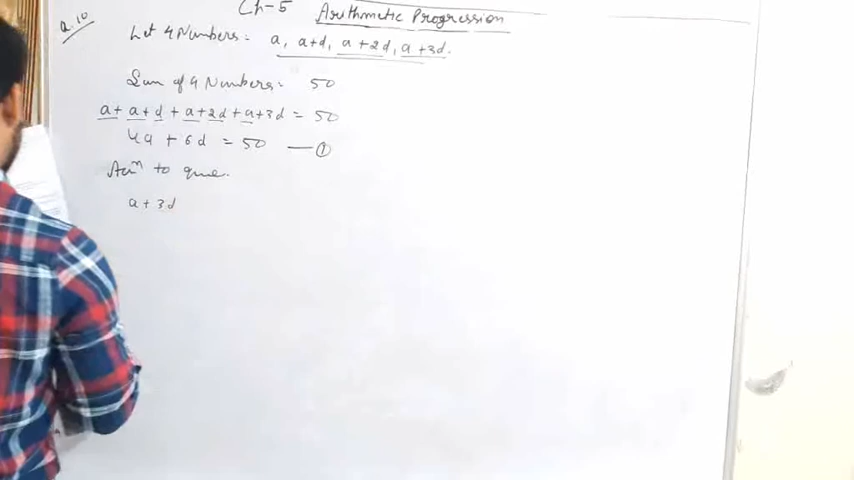 Ch-5 Arithmetic Progression
Q.10
Let 4 Numbers: a, a+d, a+2d, a+3d.
Sum of 4 Numbers: 50
a + a + d + a + 2d + a + 3d = 50
4a + 6d = 50 — ①
Accⁿ to que.
a + 3d